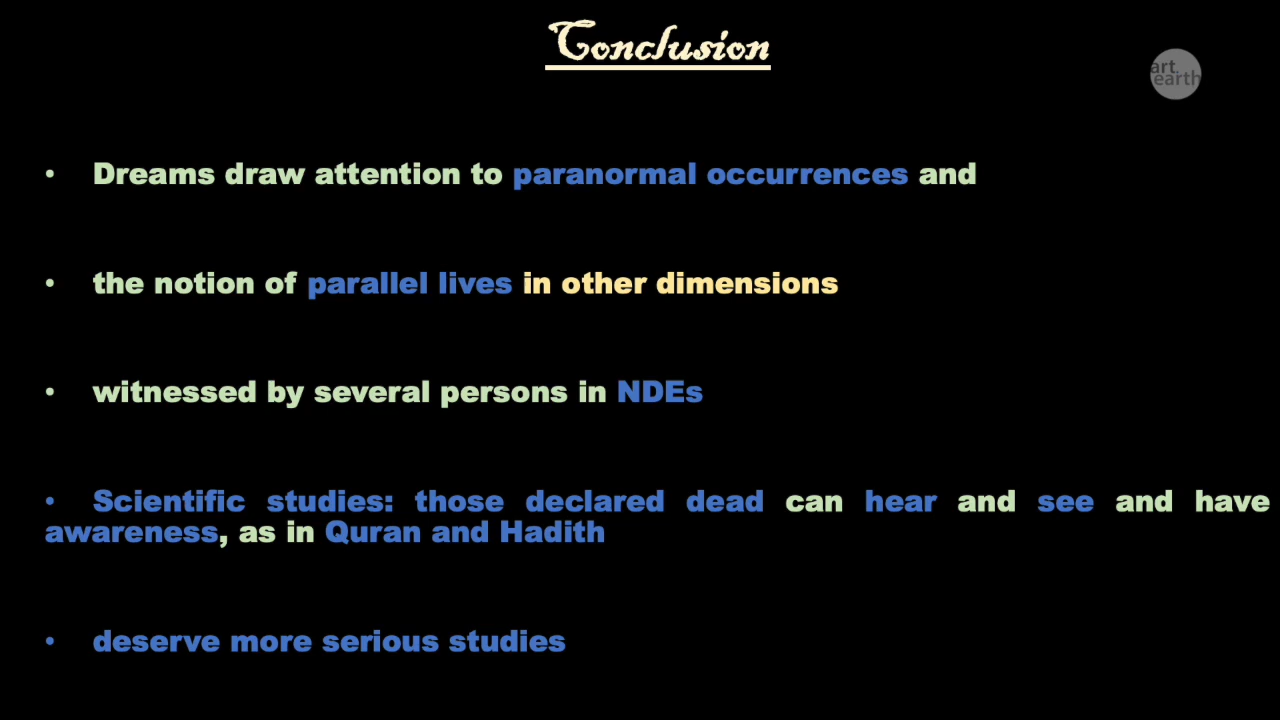 Conclusion
art
earth
• Dreams draw attention to paranormal occurrences and
• the notion of parallel lives in other dimensions
• witnessed by several persons in NDEs
• Scientific studies: those declared dead can hear and see and have
awareness, as in Quran and Hadith
• deserve more serious studies